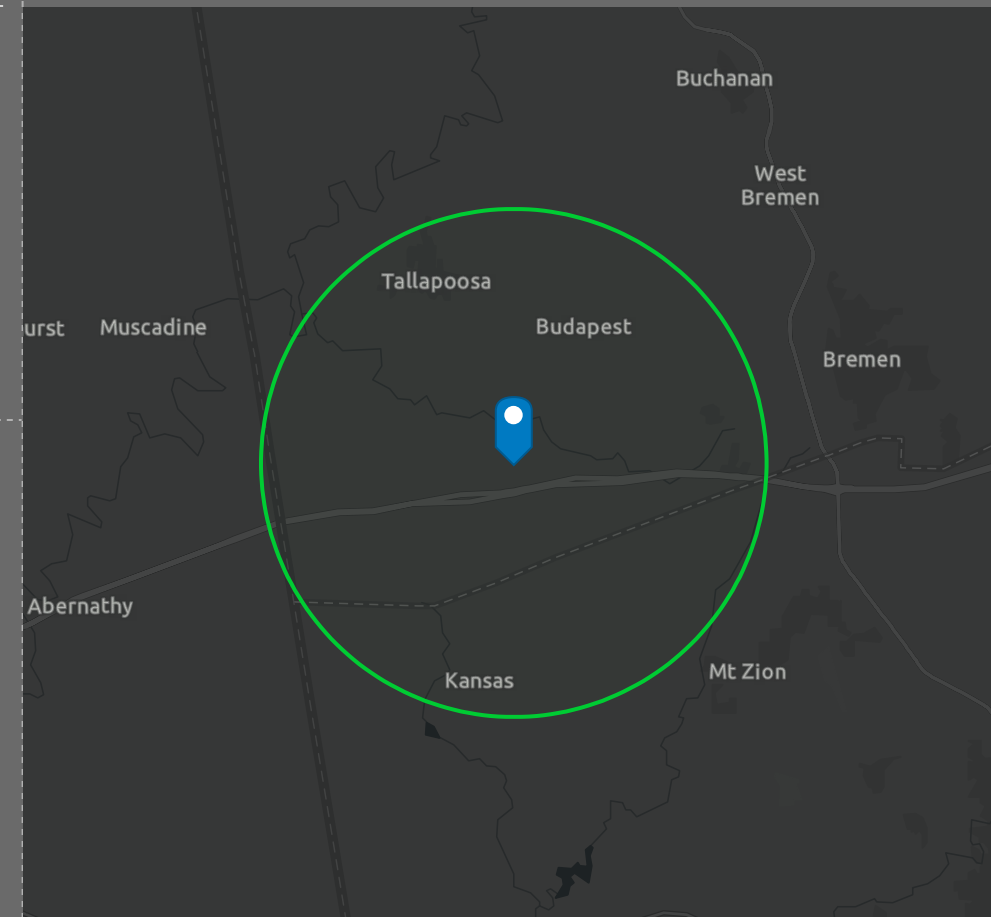 Buchanan
West
Bremen
Tallapoosa
Budapest
urst
Muscadine
Bremen
Abernathy
Kansas
Mt Zion